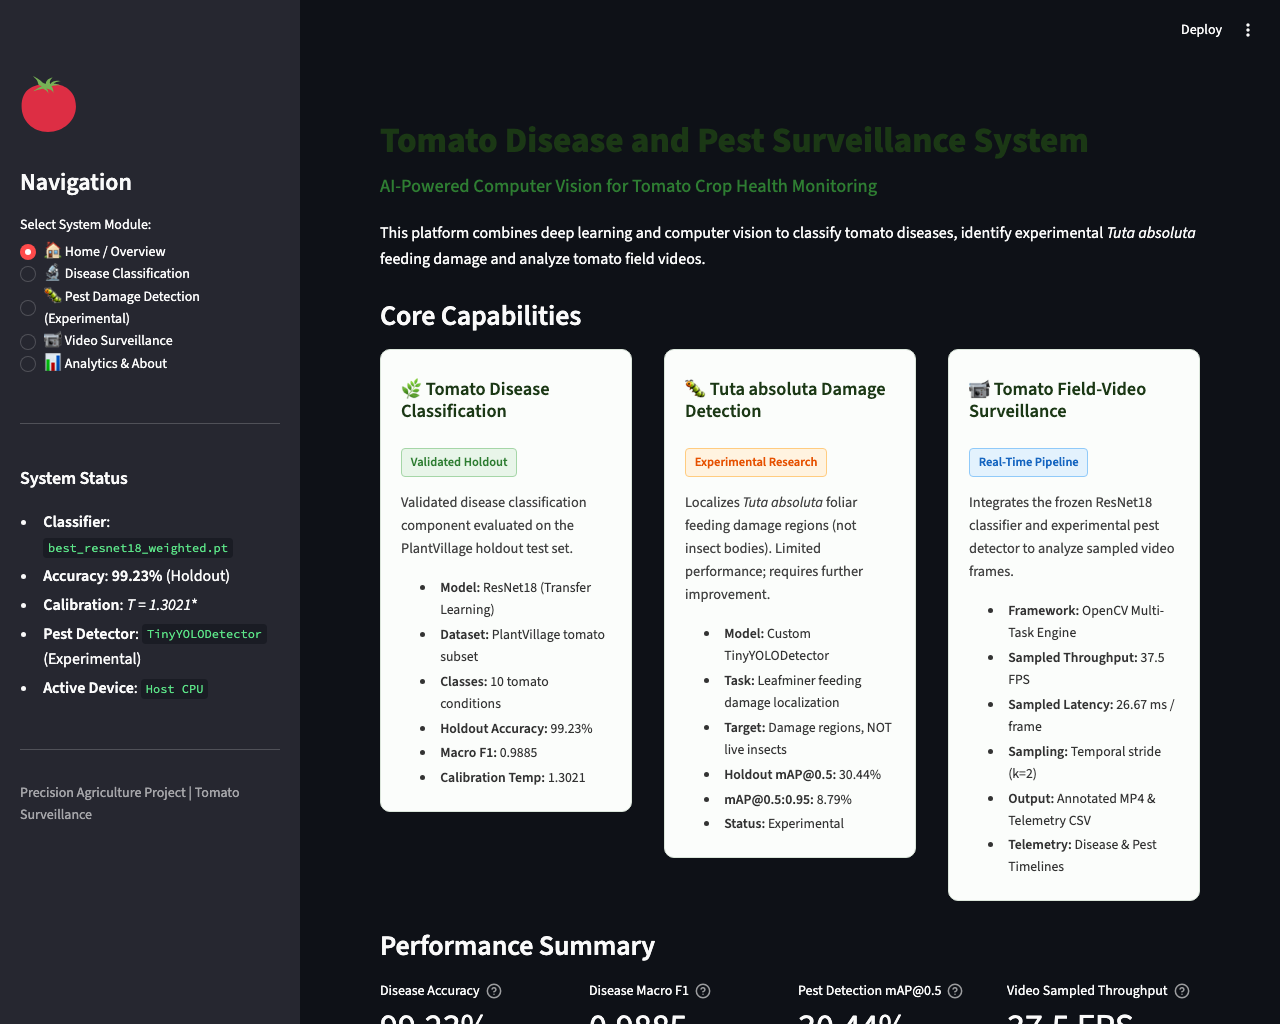 Deploy
Navigation
Select System Module:
Home / Overview
Disease Classification
Pest Damage Detection
(Experimental)
Video Surveillance
Analytics & About
System Status
Classifier:
best_resnet18_weighted.pt
Accuracy: 99.23% (Holdout)
Calibration: T = 1.3021*
Pest Detector: TinyYOLODetector
(Experimental)
Active Device: Host CPU
Precision Agriculture Project | Tomato
Surveillance
Tomato Disease and Pest Surveillance System
AI-Powered Computer Vision for Tomato Crop Health Monitoring
This platform combines deep learning and computer vision to classify tomato diseases, identify experimental Tuta absoluta
feeding damage and analyze tomato field videos.
Core Capabilities
Tomato Disease
Classification
Validated Holdout
Validated disease classification
component evaluated on the
PlantVillage holdout test set.
Model: ResNet18 (Transfer
Learning)
Dataset: PlantVillage tomato
subset
Classes: 10 tomato
conditions
Holdout Accuracy: 99.23%
Macro F1: 0.9885
Calibration Temp: 1.3021
Tuta absoluta Damage
Detection
Experimental Research
Localizes Tuta absoluta foliar
feeding damage regions (not
insect bodies). Limited
performance; requires further
improvement.
Model: Custom
TinyYOLODetector
Task: Leafminer feeding
damage localization
Target: Damage regions, NOT
live insects
Holdout mAP@0.5: 30.44%
mAP@0.5:0.95: 8.79%
Status: Experimental
Tomato Field-Video
Surveillance
Real-Time Pipeline
Integrates the frozen ResNet18
classifier and experimental pest
detector to analyze sampled video
frames.
Framework: OpenCV Multi-
Task Engine
Sampled Throughput: 37.5
FPS
Sampled Latency: 26.67 ms /
frame
Sampling: Temporal stride
(k=2)
Output: Annotated MP4 &
Telemetry CSV
Telemetry: Disease & Pest
Timelines
Performance Summary
Disease Accuracy
Disease Macro F1
Pest Detection mAP@0.5
Video Sampled Throughput
99.23%
0.9885
30.44%
37.5 FPS